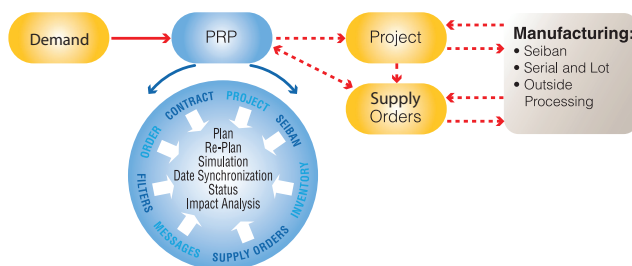 Demand
PRP
Project
Supply
Orders
Manufacturing:
• Seiban
• Serial and Lot
• Outside
Processing
ORDER
CONTRACT
PROJECT
SEIBAN
INVENTORY
SUPPLY ORDERS
MESSAGES
FILTERS
Plan
Re-Plan
Simulation
Date Synchronization
Status
Impact Analysis